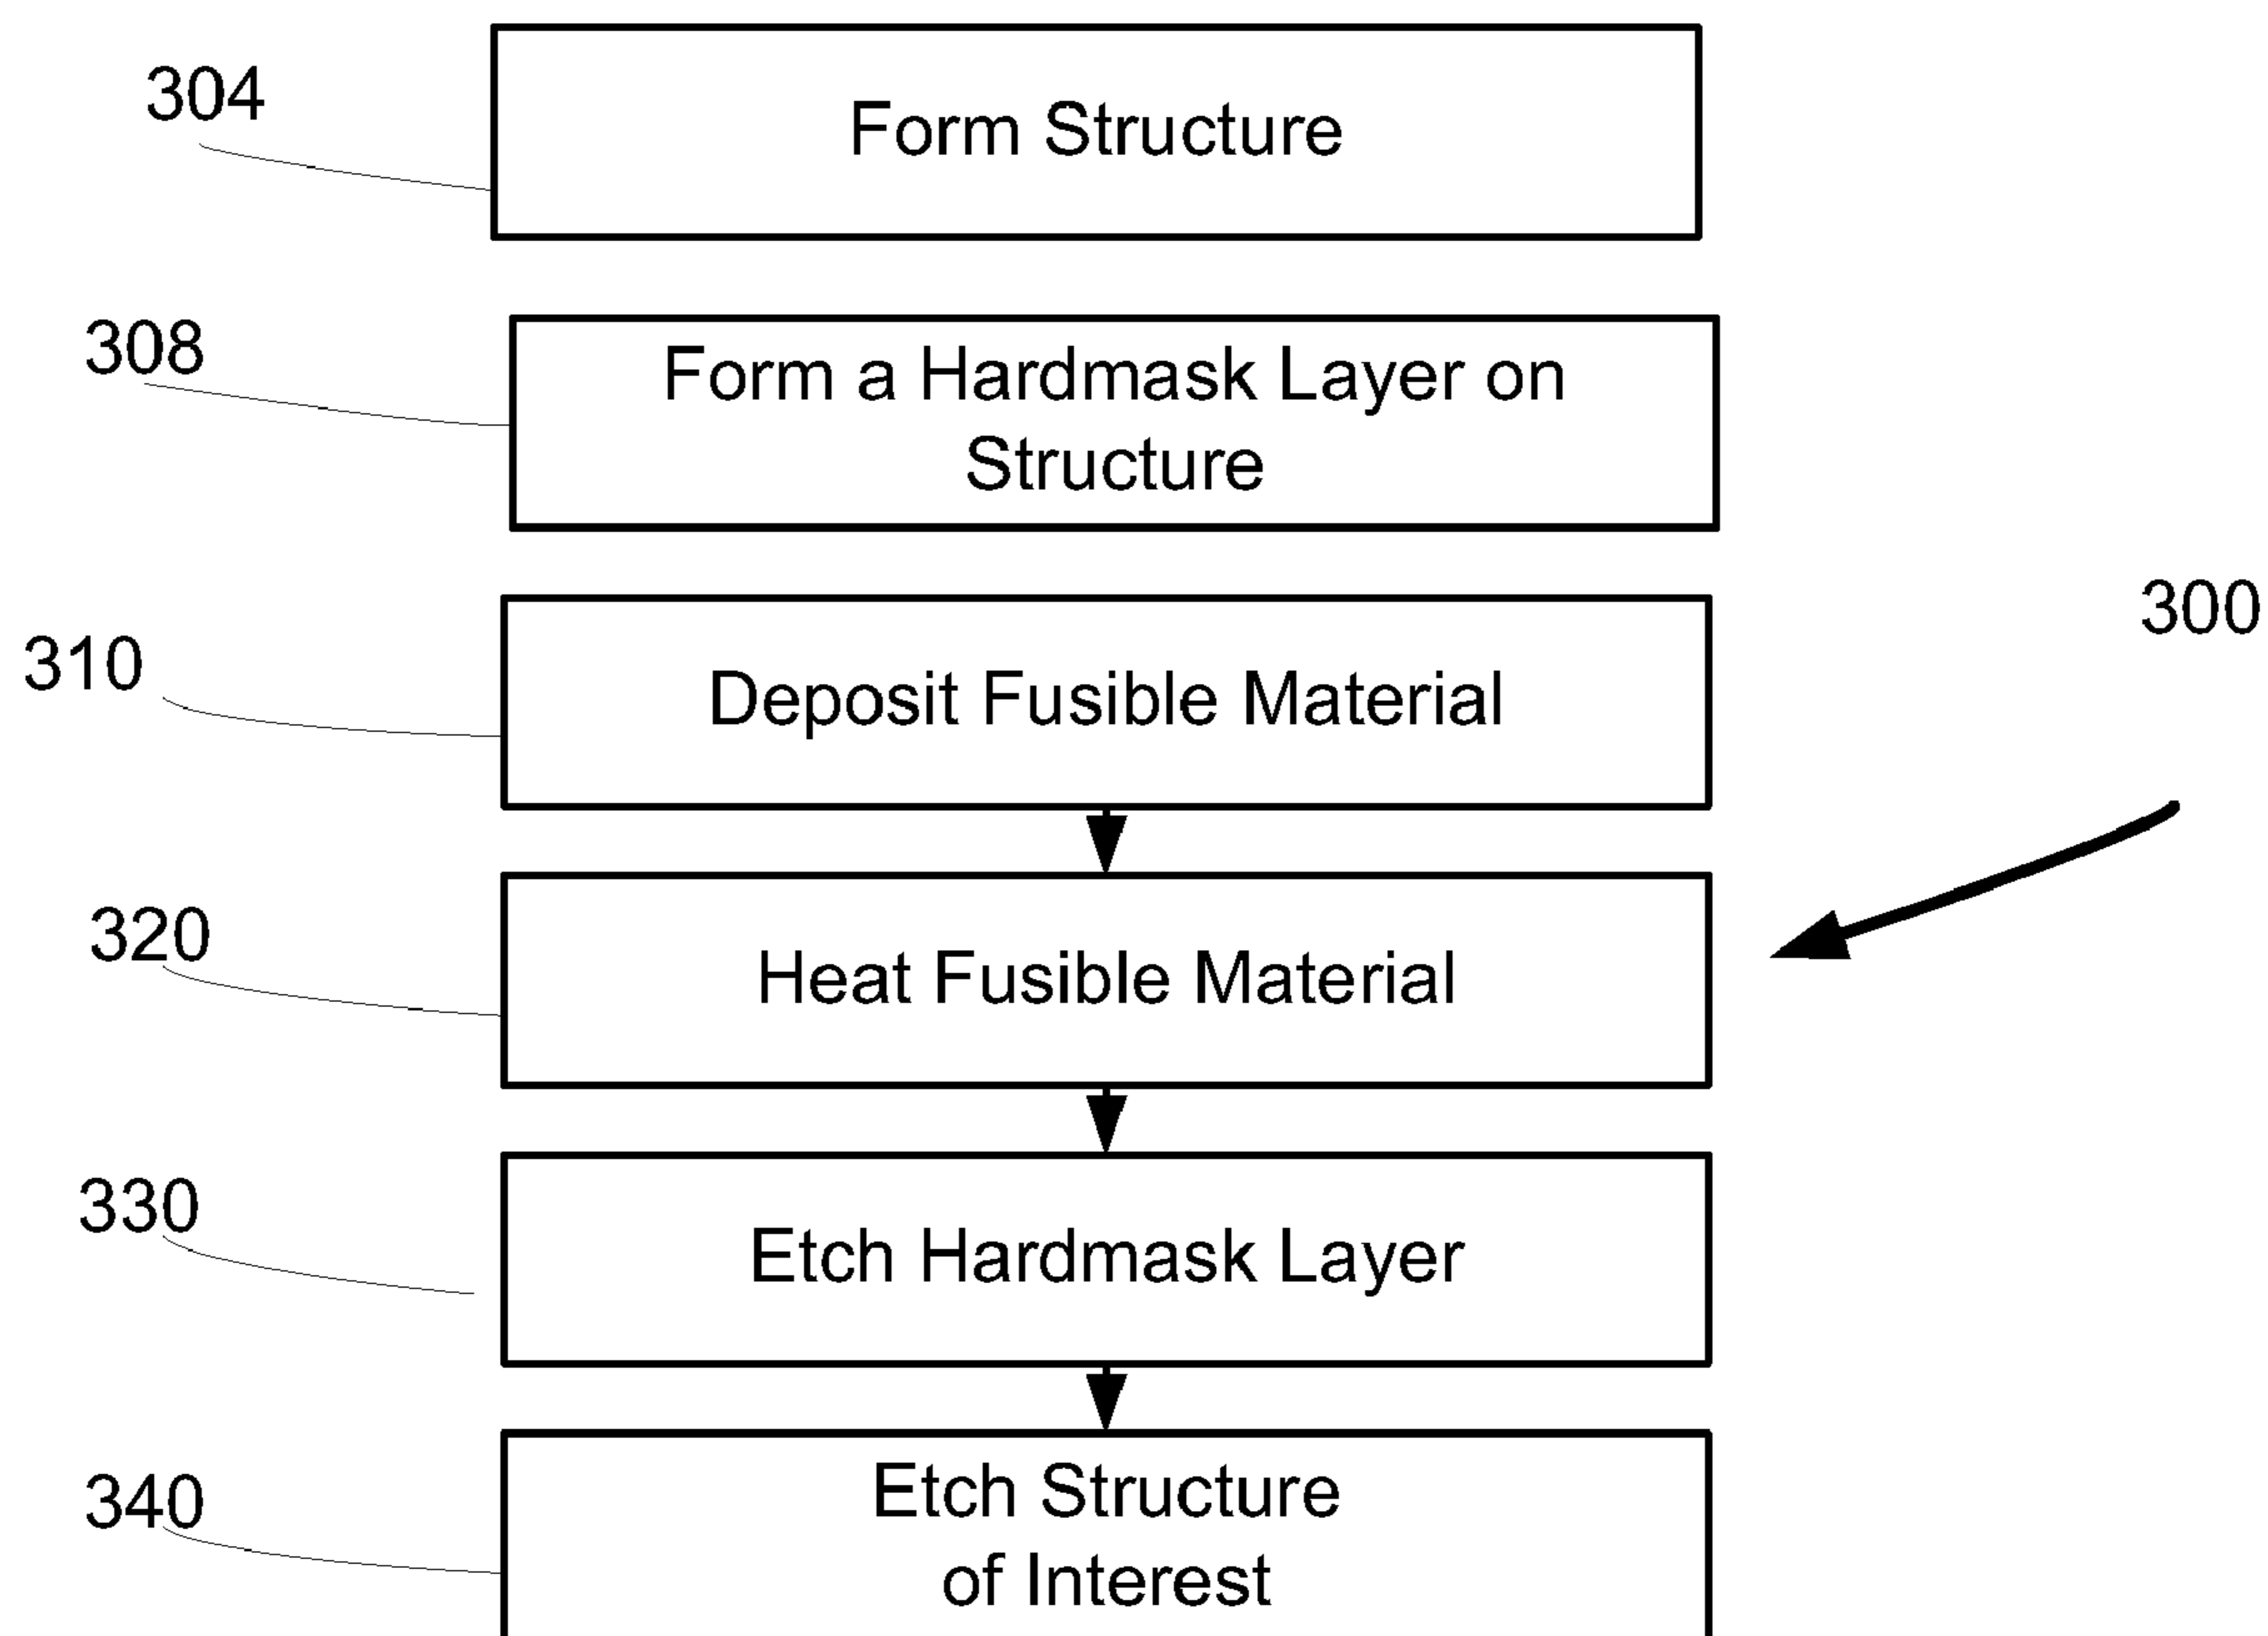 304
Form Structure
308
Form a Hardmask Layer on
Structure
300
310
Deposit Fusible Material
320
Heat Fusible Material
330
Etch Hardmask Layer
340
Etch Structure
of Interest